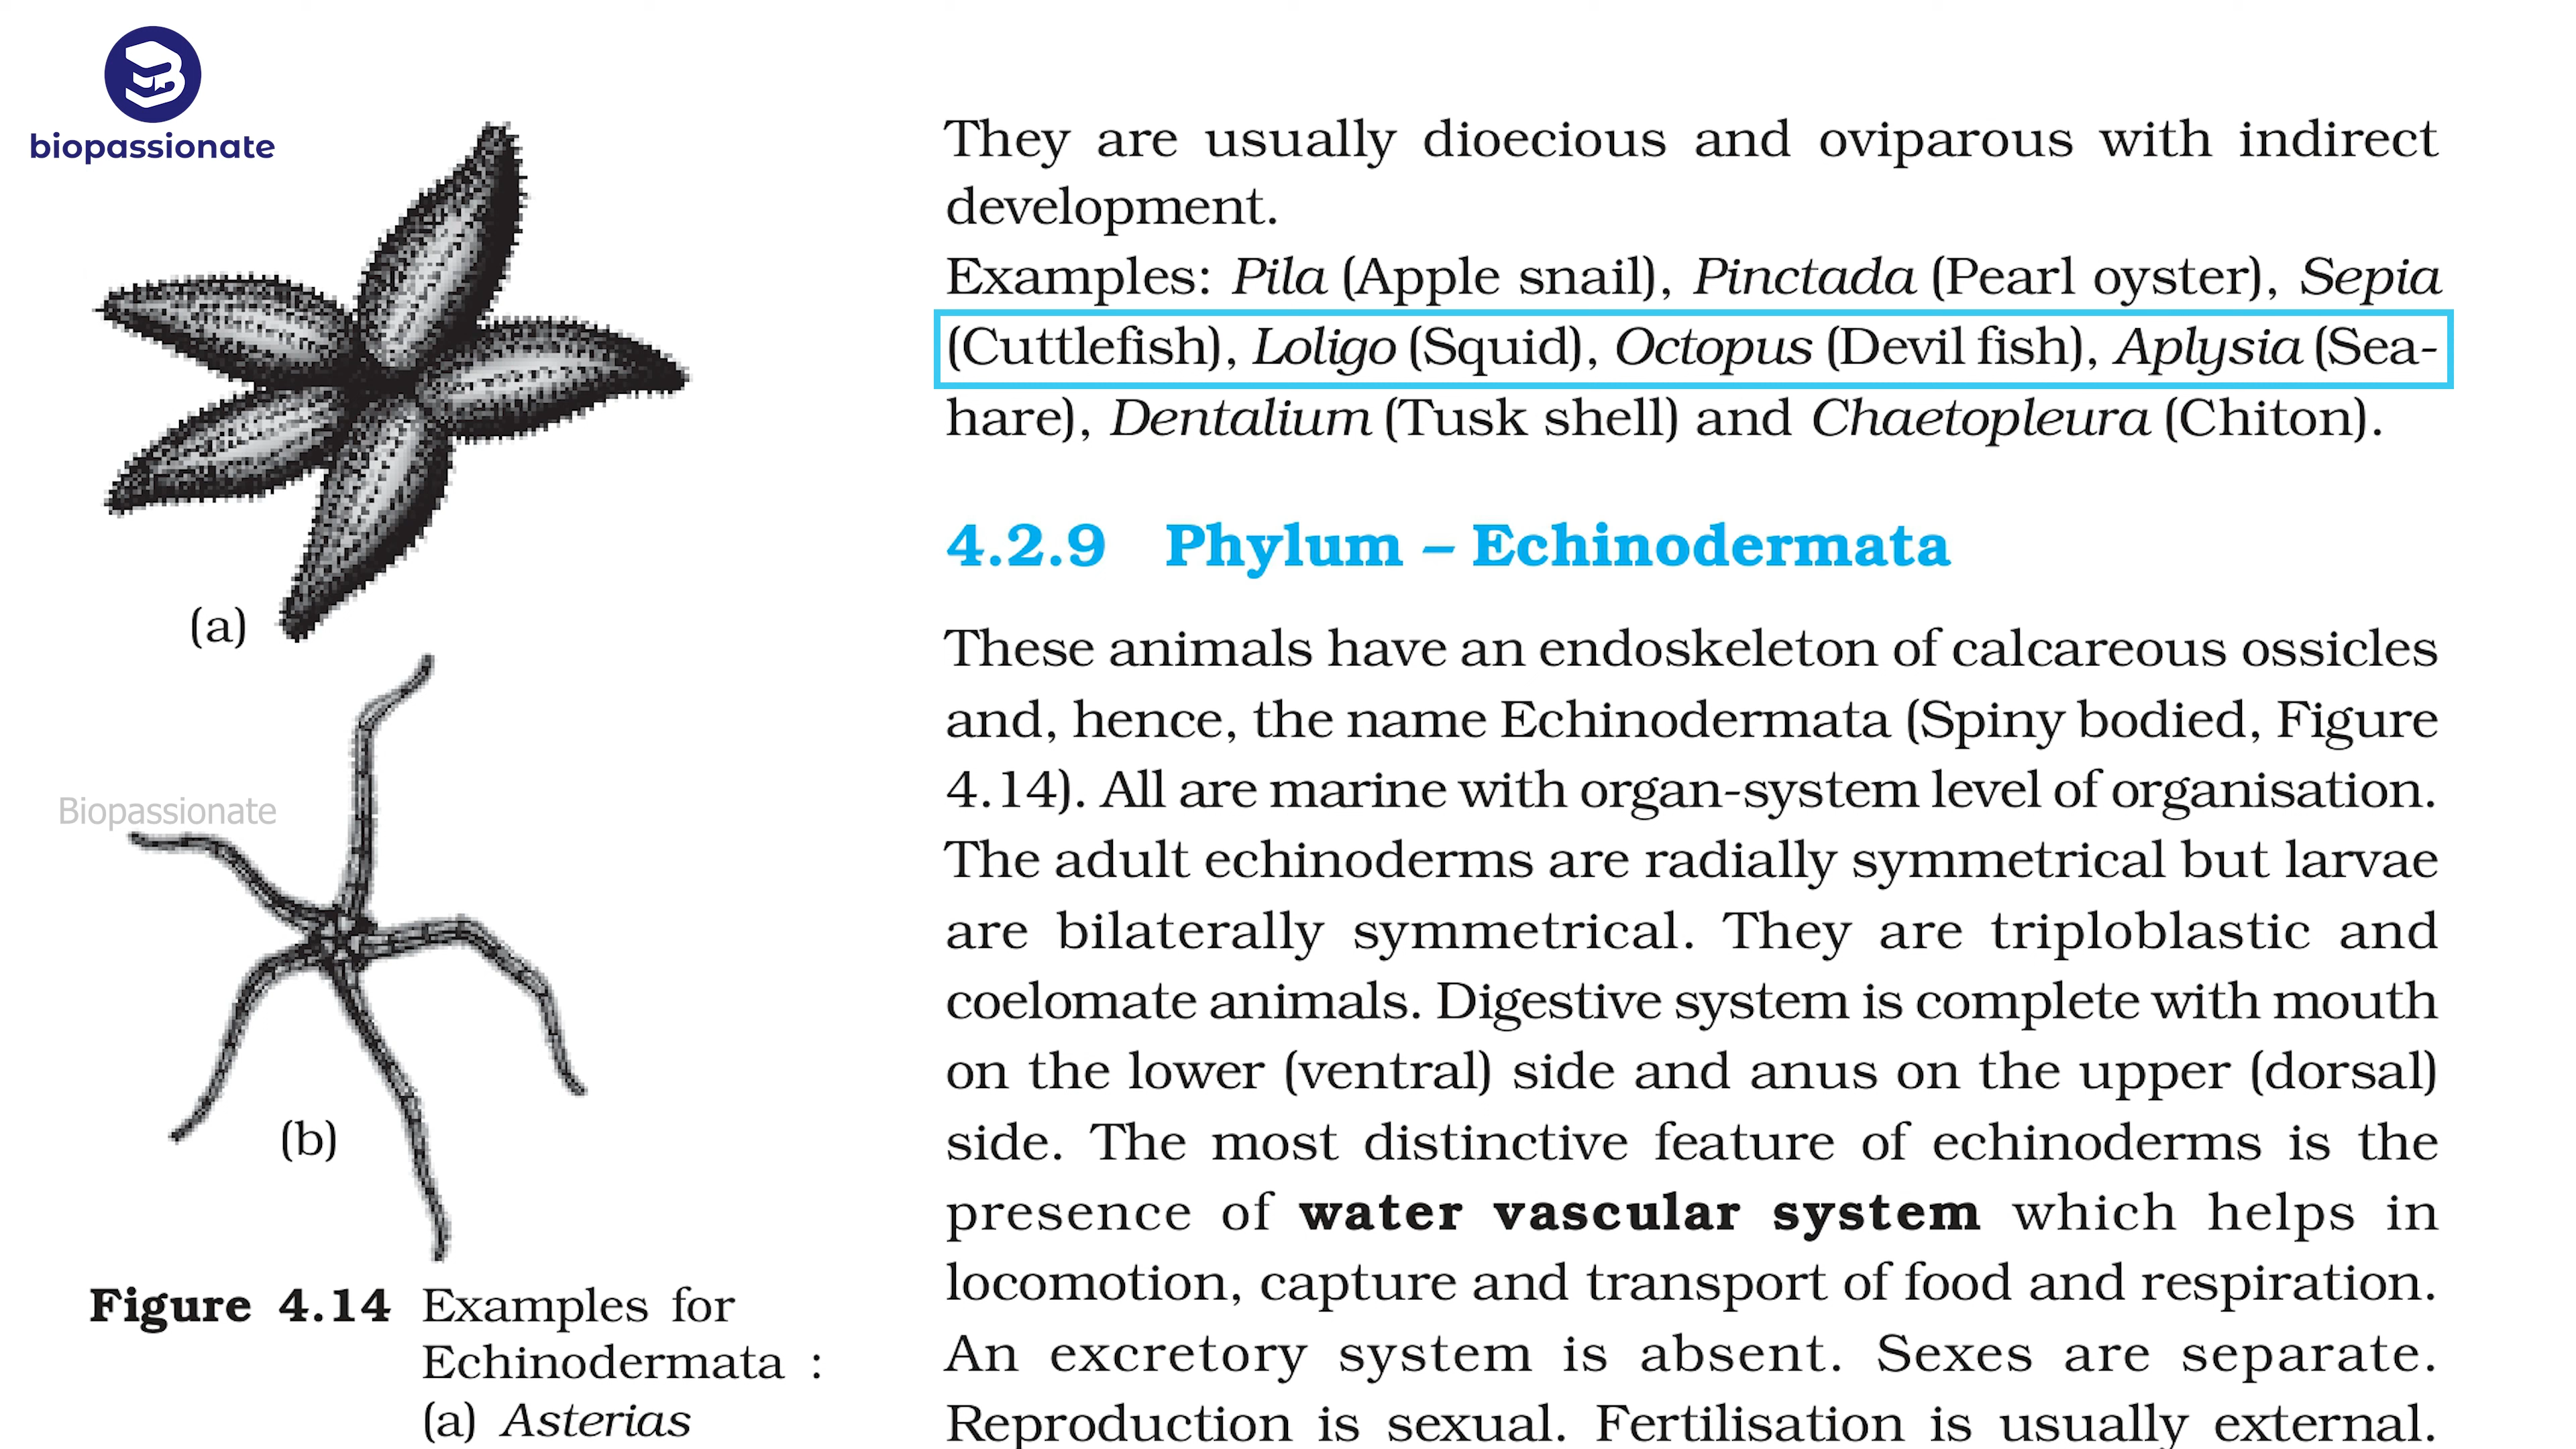 biopassionate
They are usually dioecious and oviparous with indirect
development.
Examples: Pila (Apple snail), Pinctada (Pearl oyster), Sepia
(Cuttlefish), Loligo (Squid), Octopus (Devil fish), Aplysia (Sea-
hare), Dentalium (Tusk shell) and Chaetopleura (Chiton).
4.2.9 Phylum – Echinodermata
These animals have an endoskeleton of calcareous ossicles
and, hence, the name Echinodermata (Spiny bodied, Figure
4.14). All are marine with organ-system level of organisation.
The adult echinoderms are radially symmetrical but larvae
are bilaterally symmetrical. They are triploblastic and
coelomate animals. Digestive system is complete with mouth
on the lower (ventral) side and anus on the upper (dorsal)
side. The most distinctive feature of echinoderms is the
presence of water vascular system which helps in
locomotion, capture and transport of food and respiration.
An excretory system is absent. Sexes are separate.
Reproduction is sexual. Fertilisation is usually external.
(a)
Biopassionate
(b)
Figure 4.14 Examples for
Echinodermata :
(a) Asterias